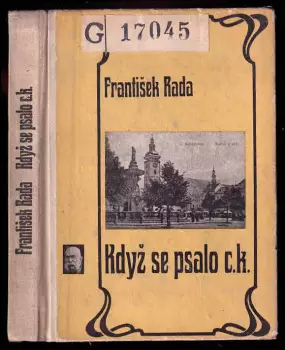 G 17045
František Rada
Když se psalo c.k.
František Rada Když se psalo c.k.